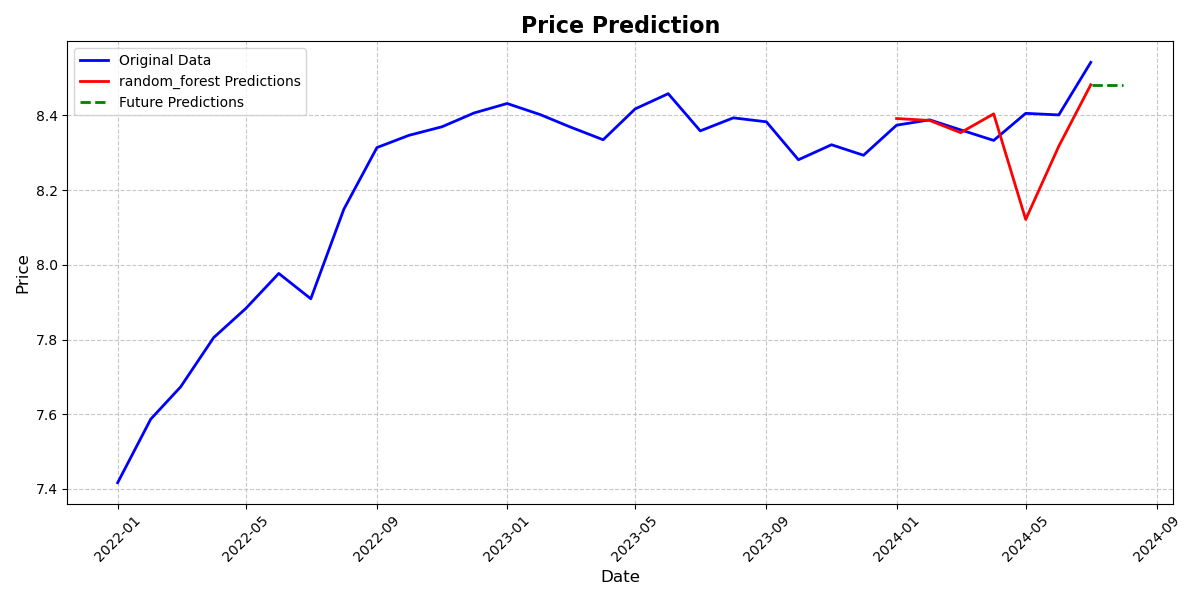 Price Prediction
Original Data
random_forest Predictions
Future Predictions
Price
8.4
8.2
8.0
7.8
7.6
7.4
2022-01
2022-05
2022-09
2023-01
2023-05
2023-09
2024-01
2024-05
2024-09
Date